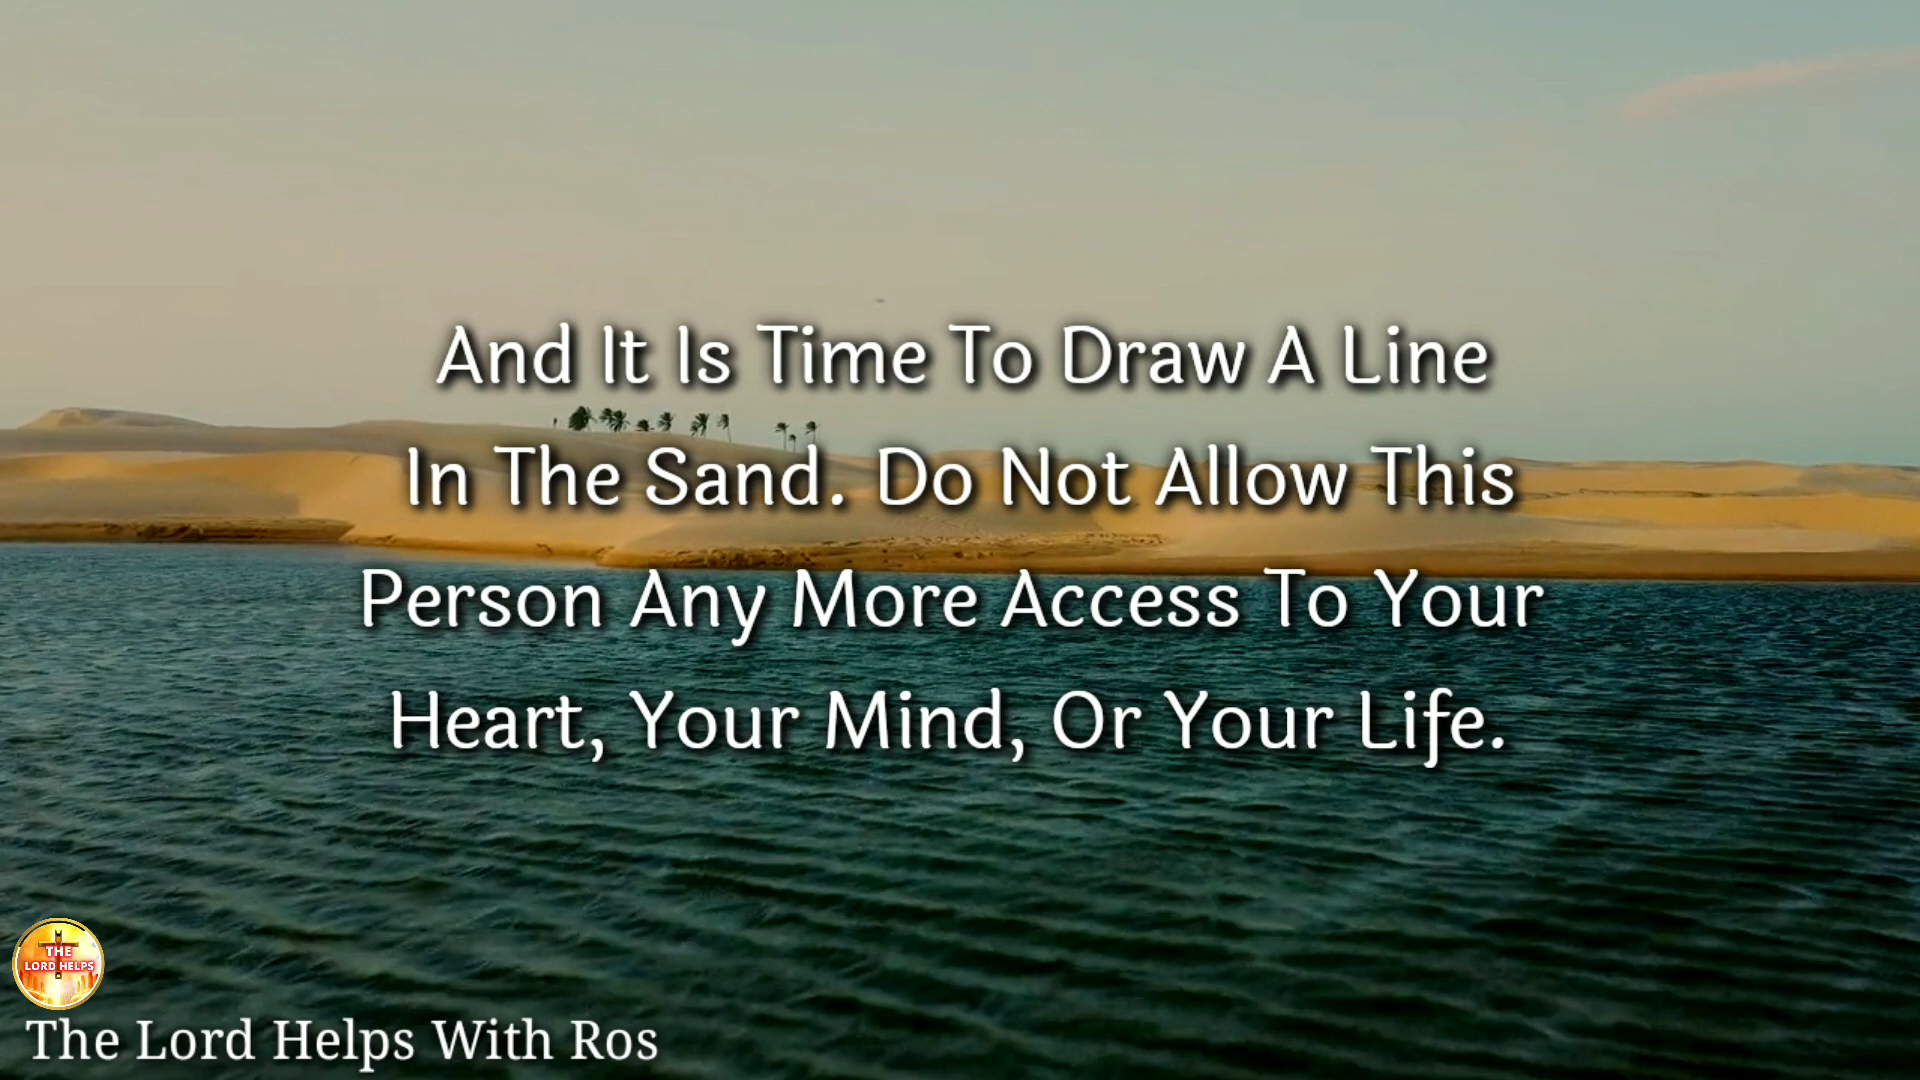 And It Is Time To Draw A Line
In The Sand. Do Not Allow This
Person Any More Access To Your
Heart, Your Mind, Or Your Life.
THE
LORD HELPS
The Lord Helps With Ros